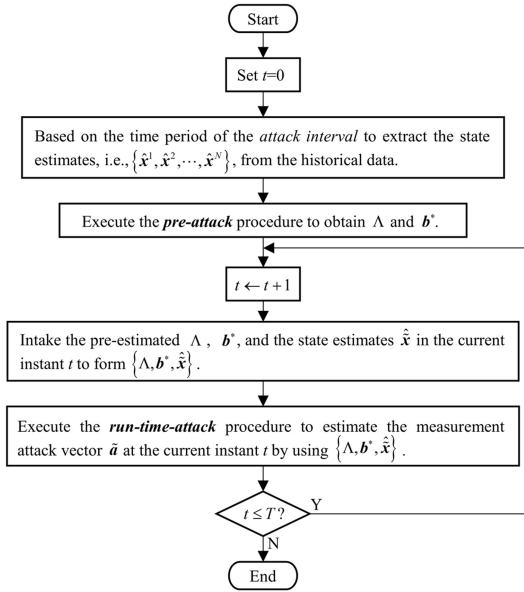 Start
Set t=0
Based on the time period of the attack interval to extract the state
estimates, i.e., {x̂¹, x̂², ⋯, x̂ᴺ}, from the historical data.
Execute the pre-attack procedure to obtain Λ and b*.
t ← t+1
Intake the pre-estimated Λ , b*, and the state estimates x̃̂ in the current
instant t to form {Λ, b*, x̃̂} .
Execute the run-time-attack procedure to estimate the measurement
attack vector ã at the current instant t by using {Λ, b*, x̃̂} .
t ≤ T ?
Y
N
End